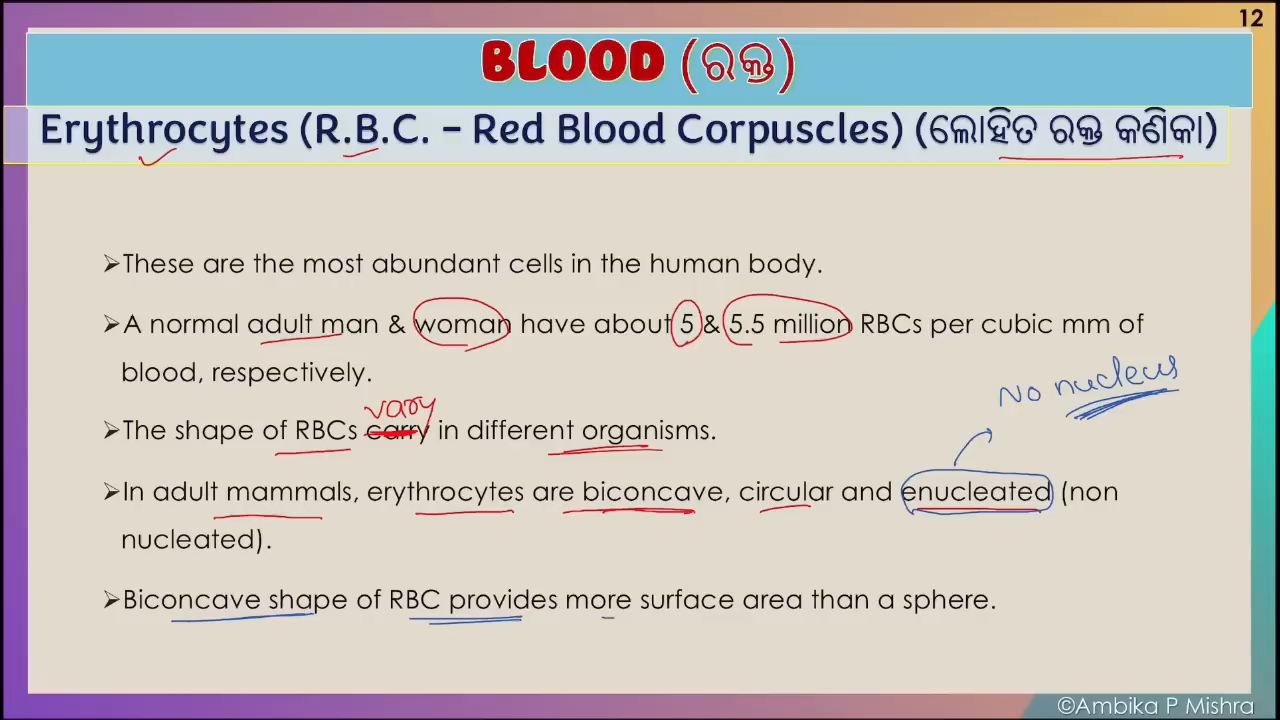 12
BLOOD (ରକ୍ତ)
Erythrocytes (R.B.C. – Red Blood Corpuscles) (ଲୋହିତ ରକ୍ତ କଣିକା)
➢These are the most abundant cells in the human body.
➢A normal adult man & woman have about 5 & 5.5 million RBCs per cubic mm of
blood, respectively.
No nucleus
vary
➢The shape of RBCs carry in different organisms.
➢In adult mammals, erythrocytes are biconcave, circular and enucleated (non
nucleated).
➢Biconcave shape of RBC provides more surface area than a sphere.
©Ambika P Mishra